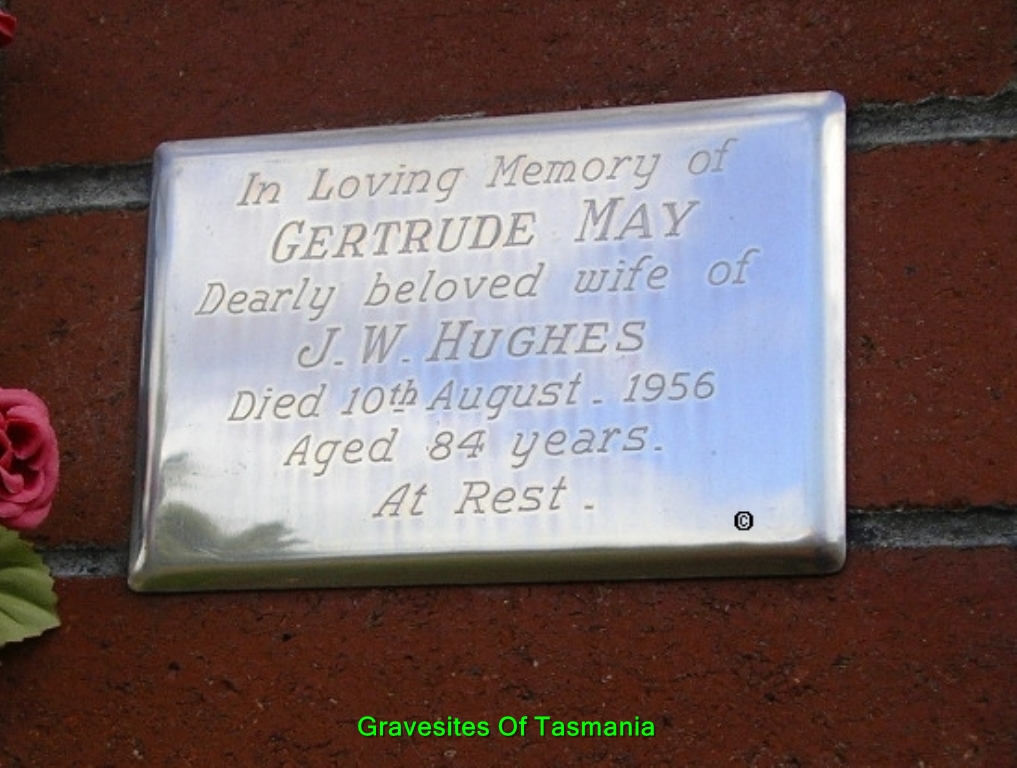 In Loving Memory of
GERTRUDE MAY
Dearly beloved wife of
J. W. HUGHES
Died 10th August. 1956
Aged 84 years.
At Rest.
©
Gravesites Of Tasmania